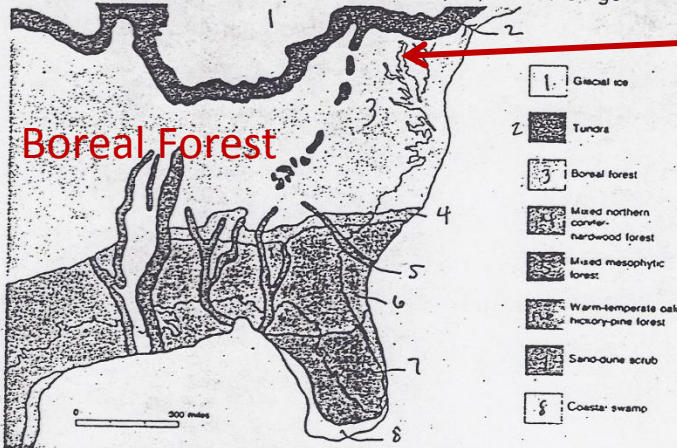 1
2
1 Glacial ice
2 Tundra
3
Boreal Forest
3 Boreal forest
4
Mixed northern
conifer-
hardwood forest
5
Mixed mesophytic
forest
6
Warm-temperate oak
hickory-pine forest
7
Sand-dune scrub
0 300 miles
8
8 Coastal swamp